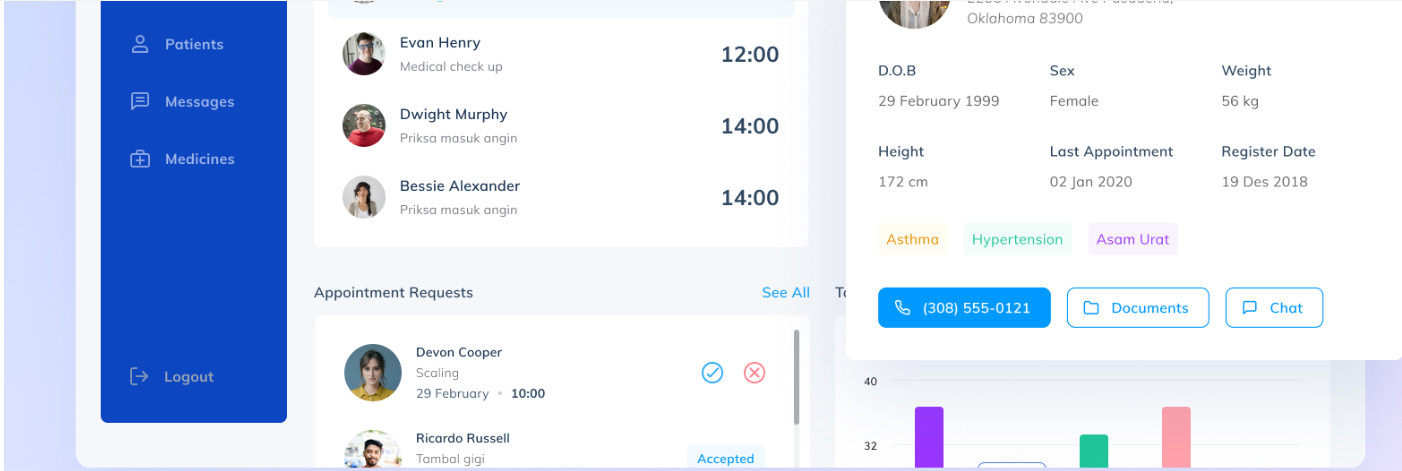 Patients
Messages
Medicines
Logout
Evan Henry
Medical check up
12:00
Dwight Murphy
Priksa masuk angin
14:00
Bessie Alexander
Priksa masuk angin
14:00
Appointment Requests
See All
Devon Cooper
Scaling
29 February • 10:00
Ricardo Russell
Tambal gigi
Accepted
Oklahoma 83900
D.O.B
29 February 1999
Sex
Female
Weight
56 kg
Height
172 cm
Last Appointment
02 Jan 2020
Register Date
19 Des 2018
Asthma
Hypertension
Asam Urat
(308) 555-0121
Documents
Chat
40
32